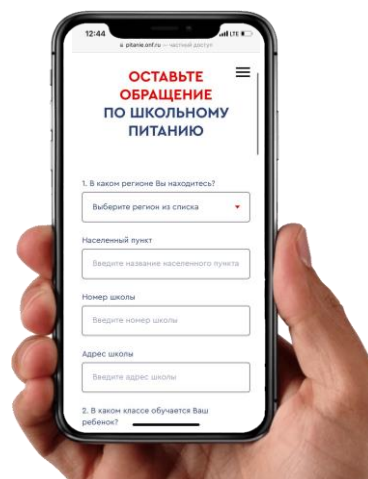 12:44
LTE
pitanie.onf.ru — частный доступ
ОСТАВЬТЕ
ОБРАЩЕНИЕ
ПО ШКОЛЬНОМУ
ПИТАНИЮ
1. В каком регионе Вы находитесь?
Выберите регион из списка
Населенный пункт
Введите название населенного пункта
Номер школы
Введите номер школы
Адрес школы
Введите адрес школы
2. В каком классе обучается Ваш
ребенок?